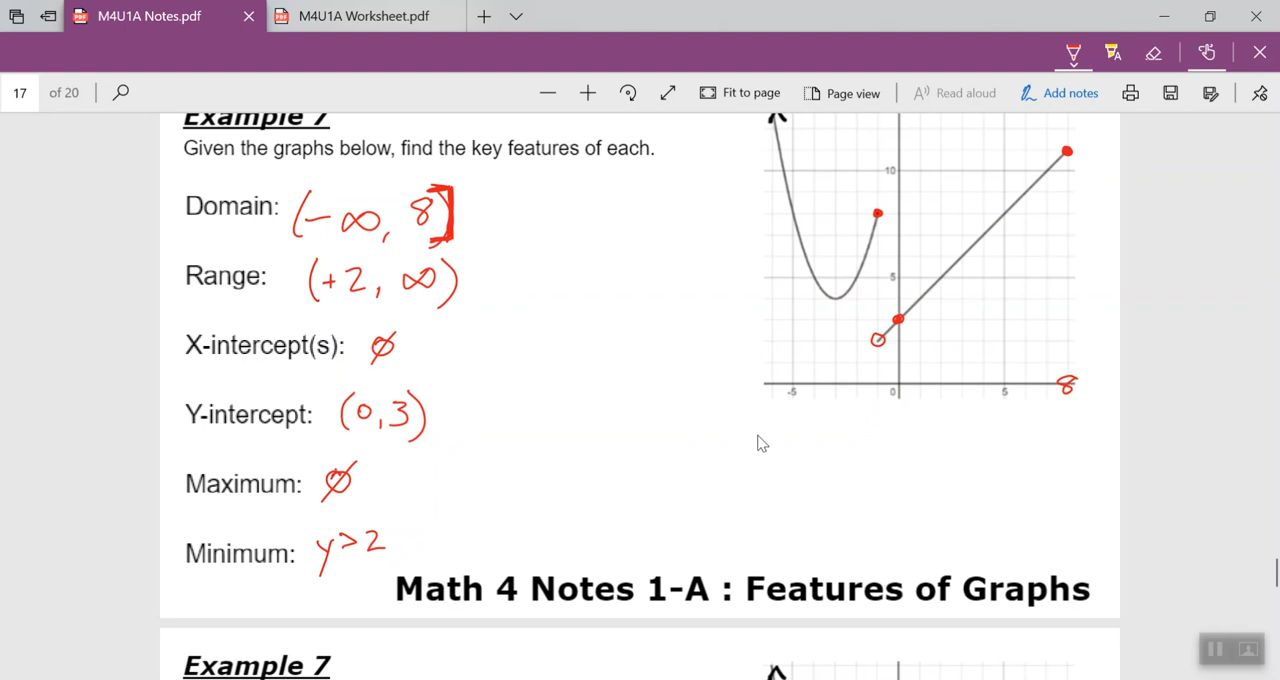 M4U1A Notes.pdf
M4U1A Worksheet.pdf
17 of 20
Fit to page
Page view
Read aloud
Add notes
Example 7
Given the graphs below, find the key features of each.
Domain: (-∞, 8]
Range: (+2, ∞)
X-intercept(s): ∅
Y-intercept: (0,3)
Maximum: ∅
Minimum: y>2
10
5
-5 0 5 8
Math 4 Notes 1-A : Features of Graphs
Example 7